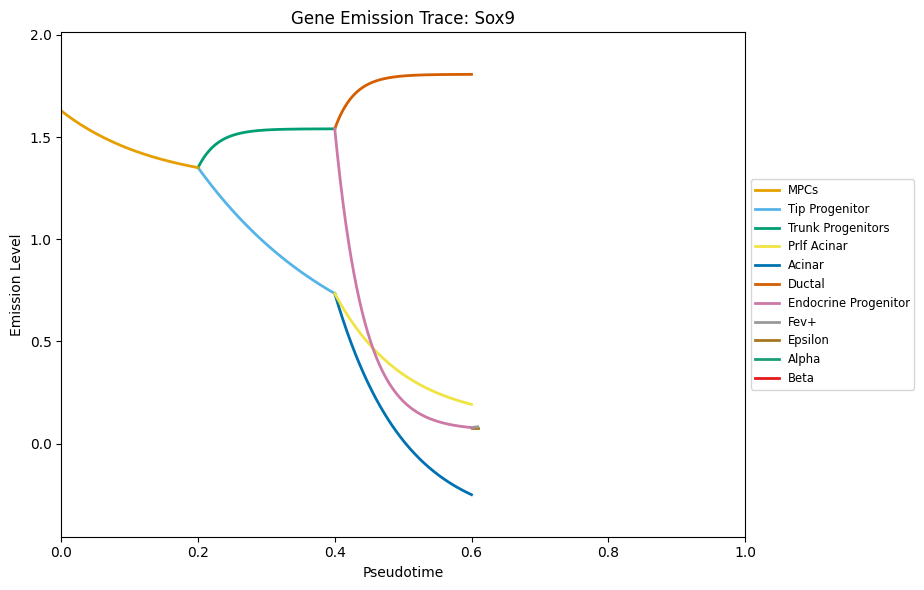 Gene Emission Trace: Sox9
2.0
1.5
1.0
0.5
0.0
Emission Level
0.0 0.2 0.4 0.6 0.8 1.0
Pseudotime
MPCs
Tip Progenitor
Trunk Progenitors
Prlf Acinar
Acinar
Ductal
Endocrine Progenitor
Fev+
Epsilon
Alpha
Beta